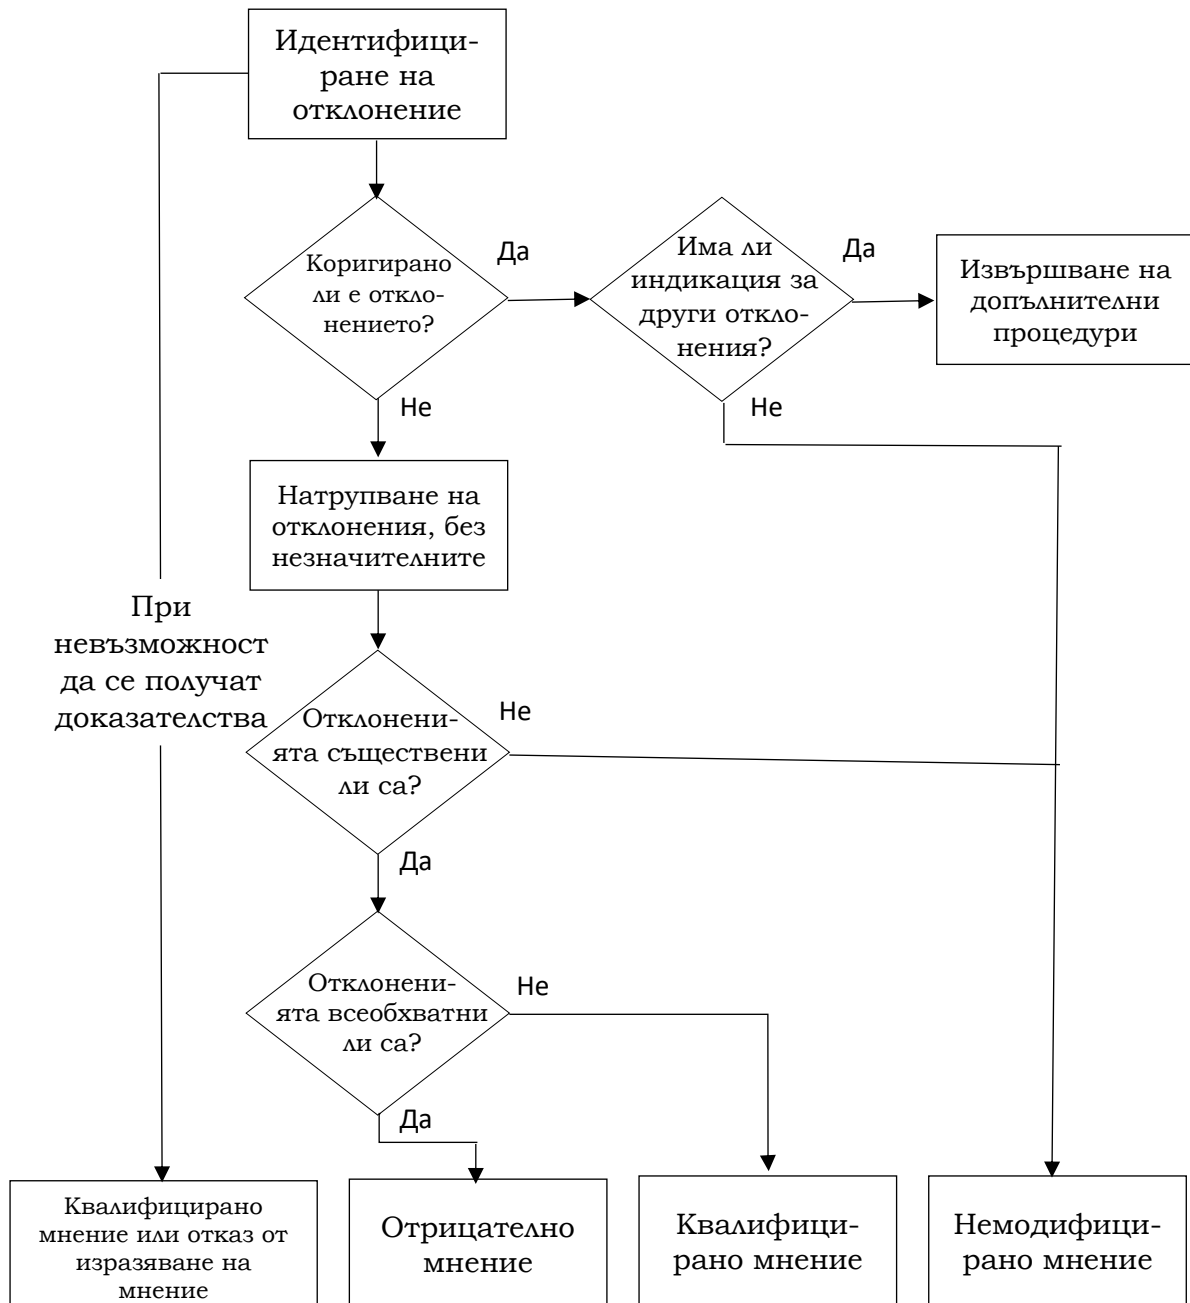 Идентифици-
ране на
отклонение
Коригирано
ли е откло-
нението?
Да
Има ли
индикация за
други откло-
нения?
Да
Извършване на
допълнителни
процедури
Не
Не
Натрупване на
отклонения, без
незначителните
При
невъзможност
да се получат
доказателства
Отклонени-
ята съществени
ли са?
Не
Да
Отклонени-
ята всеобхватни
ли са?
Не
Да
Квалифицирано
мнение или отказ от
изразяване на
мнение
Отрицателно
мнение
Квалифици-
рано мнение
Немодифици-
рано мнение